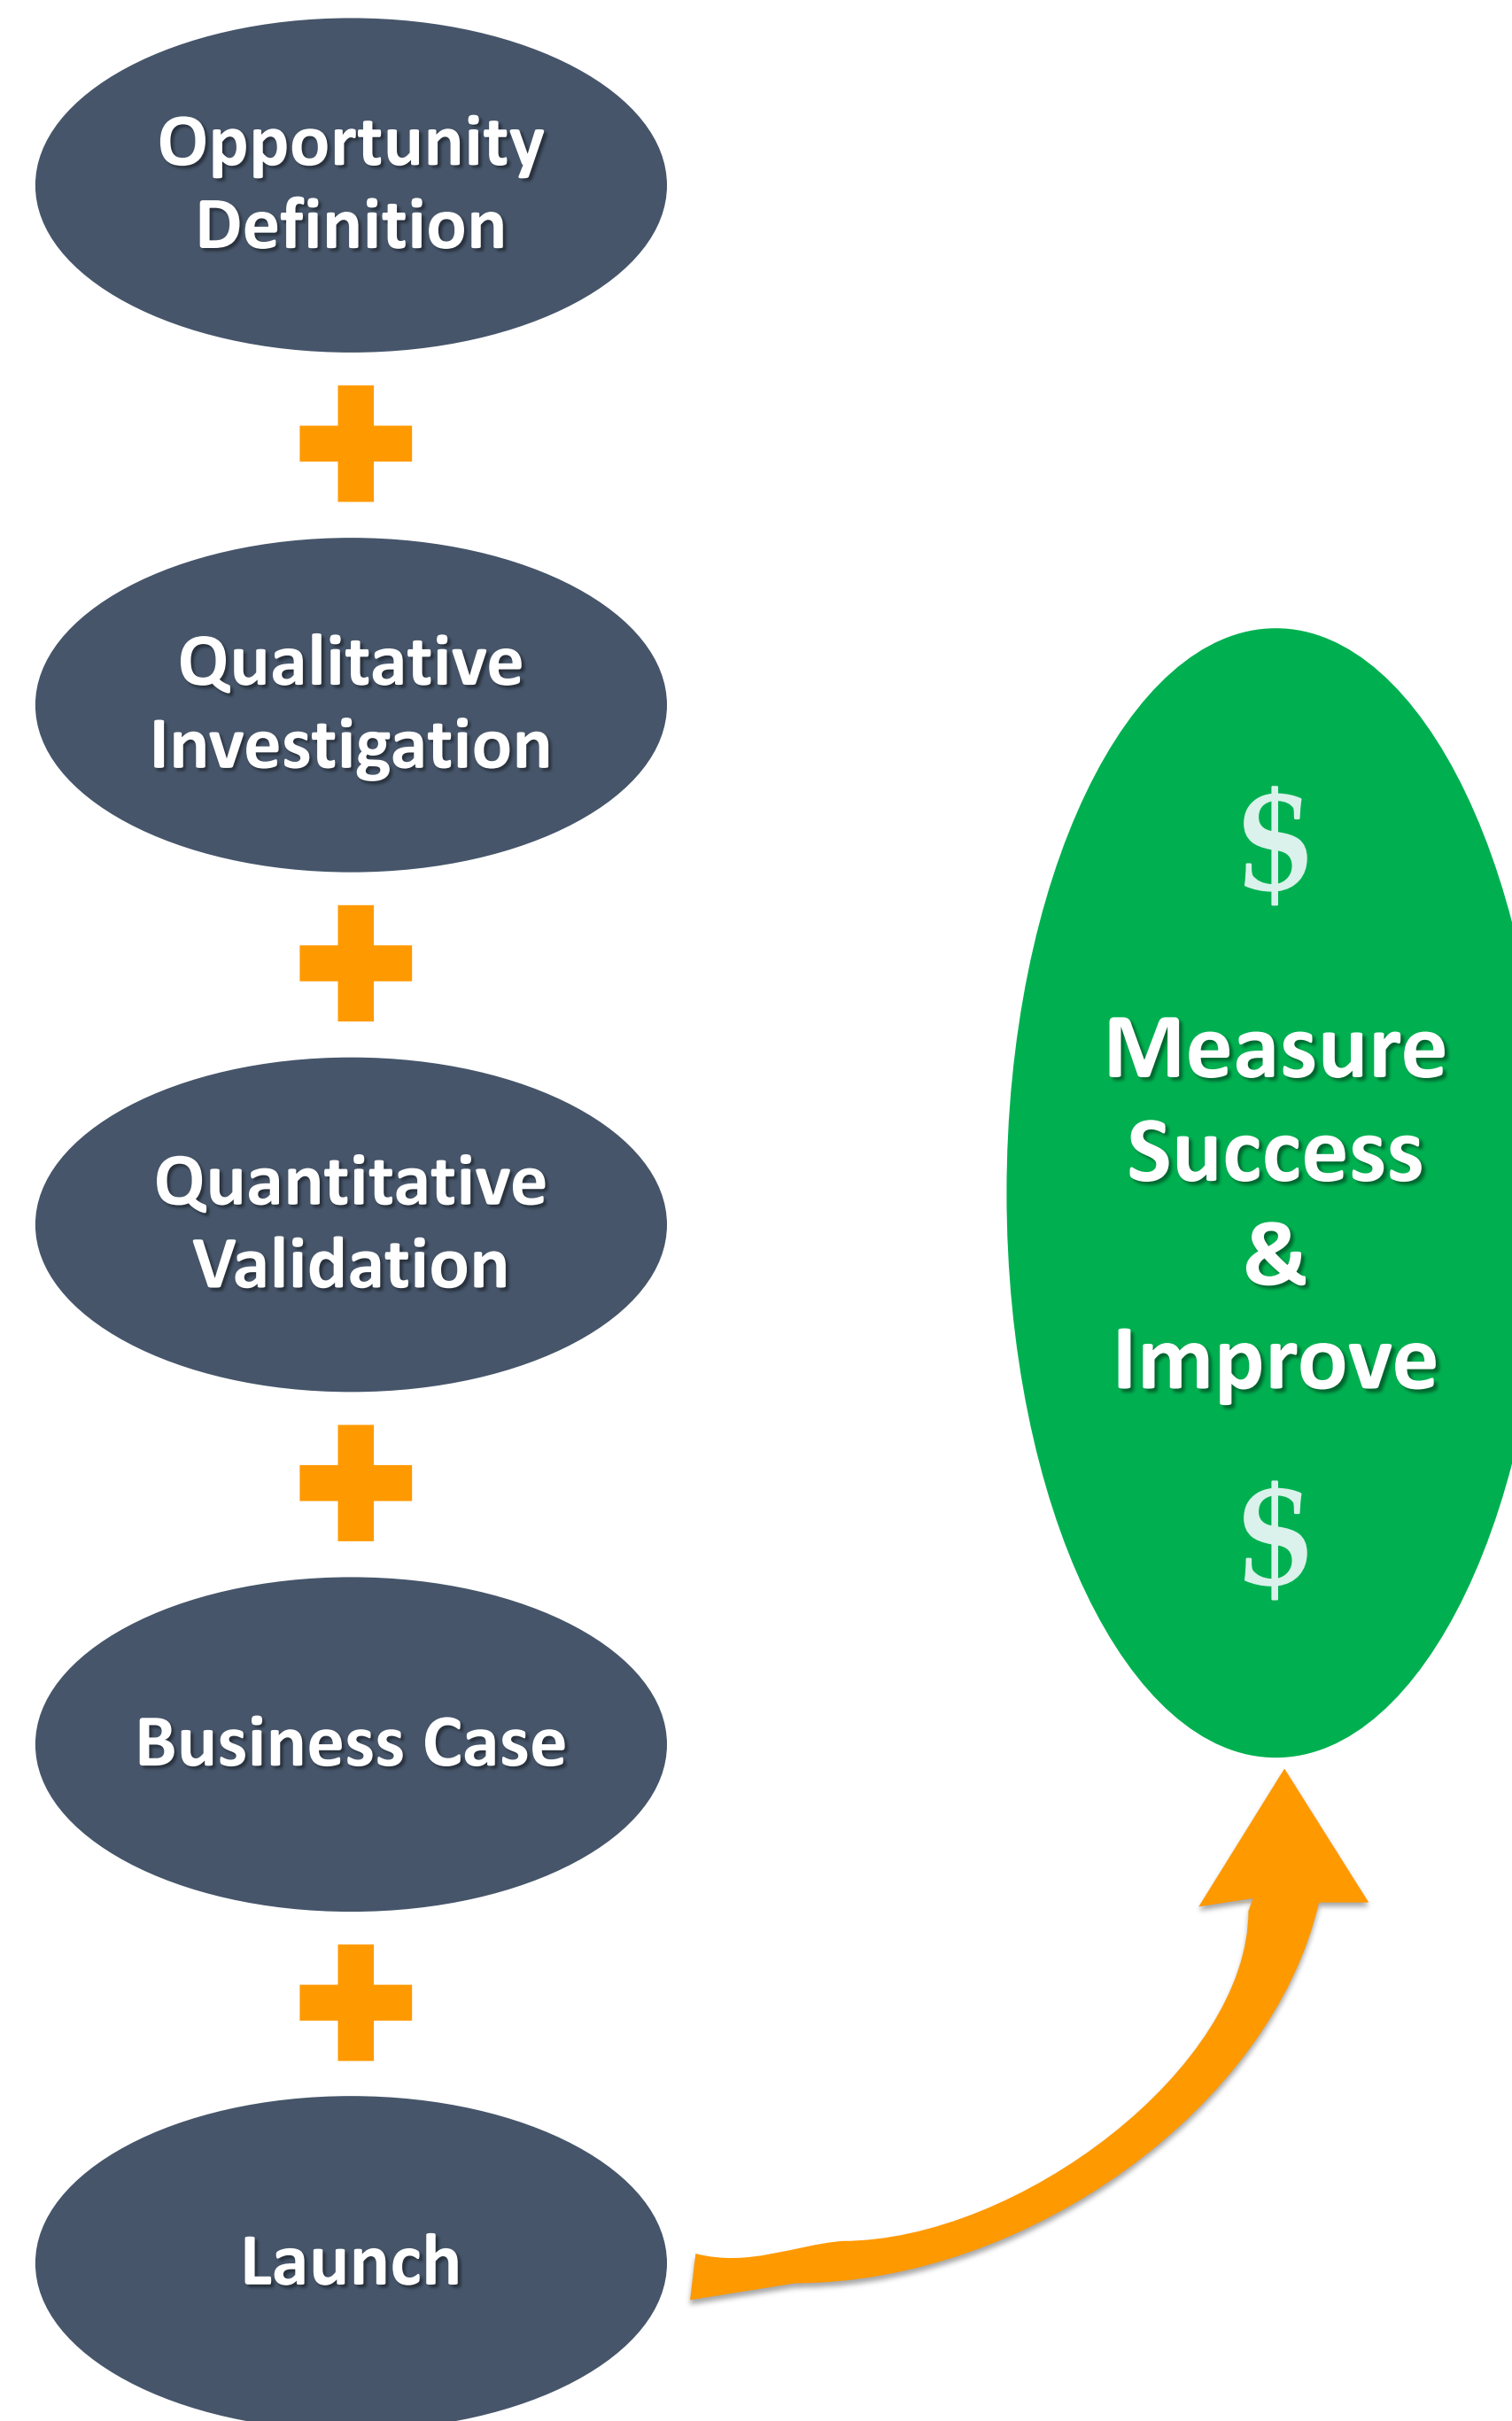 Opportunity
Definition
Qualitative
Investigation
Quantitative
Validation
Business Case
Launch
$
Measure
Success
&
Improve
$